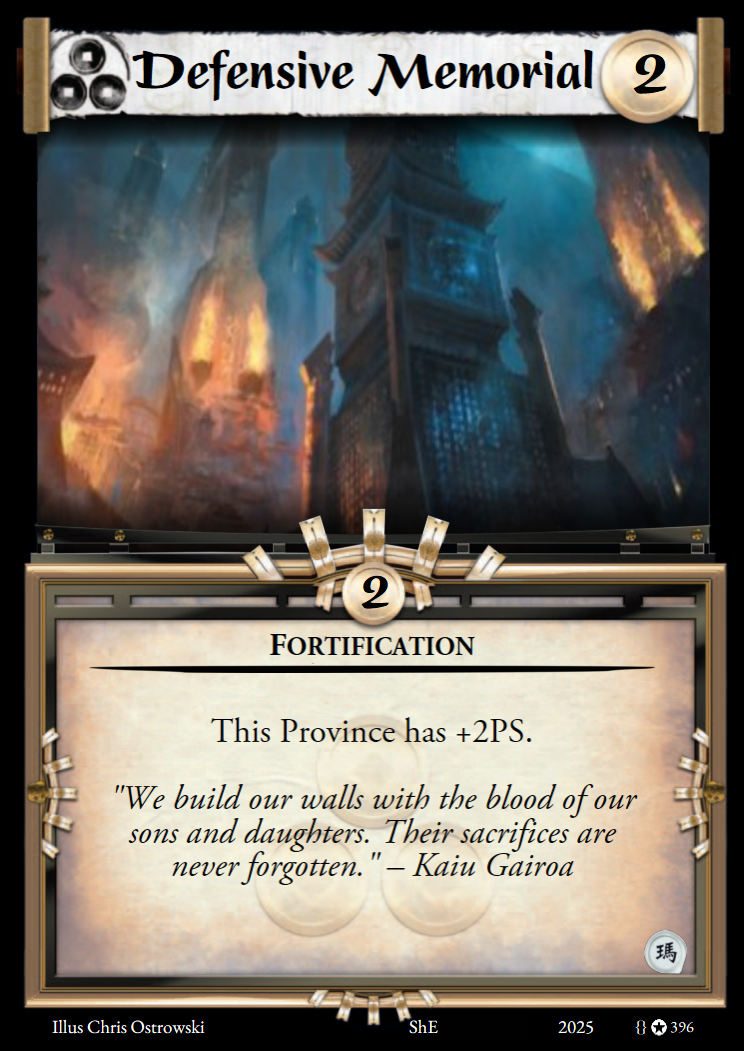 Defensive Memorial 2
2
FORTIFICATION
This Province has +2PS.
"We build our walls with the blood of our
sons and daughters. Their sacrifices are
never forgotten." – Kaiu Gairoa
瑪
Illus Chris Ostrowski ShE 2025 {} ✪ 396